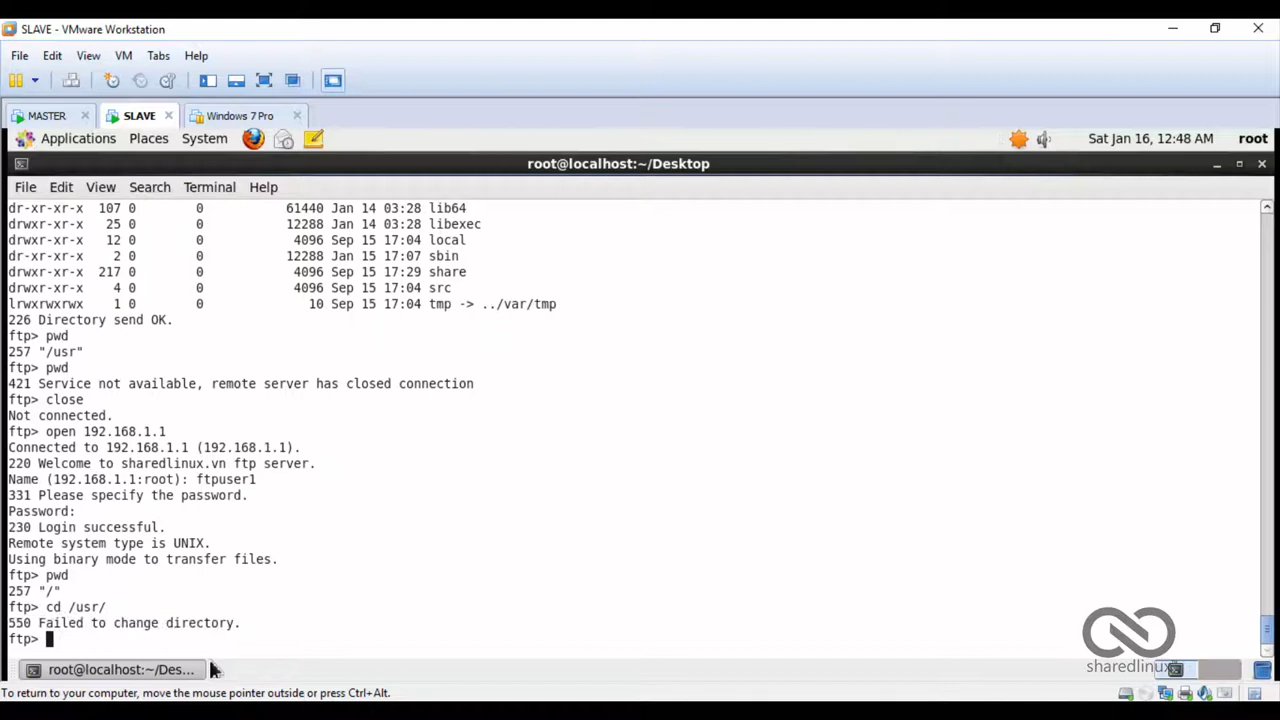 SLAVE - VMware Workstation
File Edit View VM Tabs Help
MASTER SLAVE Windows 7 Pro
Applications Places System Sat Jan 16, 12:48 AM root
root@localhost:~/Desktop
File Edit View Search Terminal Help
dr-xr-xr-x 107 0 0 61440 Jan 14 03:28 lib64
drwxr-xr-x 25 0 0 12288 Jan 14 03:28 libexec
drwxr-xr-x 12 0 0 4096 Sep 15 17:04 local
dr-xr-xr-x 2 0 0 12288 Jan 15 17:07 sbin
drwxr-xr-x 217 0 0 4096 Sep 15 17:29 share
drwxr-xr-x 4 0 0 4096 Sep 15 17:04 src
lrwxrwxrwx 1 0 0 10 Sep 15 17:04 tmp -> ../var/tmp
226 Directory send OK.
ftp> pwd
257 "/usr"
ftp> pwd
421 Service not available, remote server has closed connection
ftp> close
Not connected.
ftp> open 192.168.1.1
Connected to 192.168.1.1 (192.168.1.1).
220 Welcome to sharedlinux.vn ftp server.
Name (192.168.1.1:root): ftpuser1
331 Please specify the password.
Password:
230 Login successful.
Remote system type is UNIX.
Using binary mode to transfer files.
ftp> pwd
257 "/"
ftp> cd /usr/
550 Failed to change directory.
ftp>
sharedlinux
root@localhost:~/Des...
To return to your computer, move the mouse pointer outside or press Ctrl+Alt.